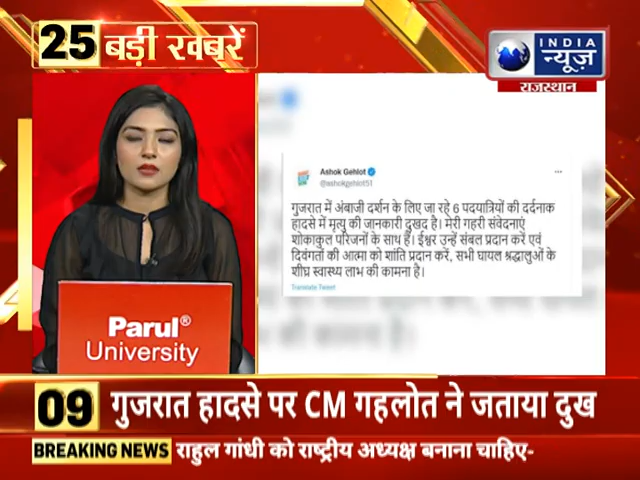 25 बड़ी खबरें
INDIA
न्यूज़
राजस्थान
Ashok Gehlot
@ashokgehlot51
गुजरात में अंबाजी दर्शन के लिए जा रहे 6 पदयात्रियों की दर्दनाक
हादसे में मृत्यु की जानकारी दुखद है। मेरी गहरी संवेदनाएं
शोकाकुल परिजनों के साथ हैं। ईश्वर उन्हें संबल प्रदान करें एवं
दिवंगतों की आत्मा को शांति प्रदान करें, सभी घायल श्रद्धालुओं के
शीघ्र स्वास्थ्य लाभ की कामना है।
Translate Tweet
Parul®
University
09 गुजरात हादसे पर CM गहलोत ने जताया दुख
BREAKING NEWS राहुल गांधी को राष्ट्रीय अध्यक्ष बनाना चाहिए-